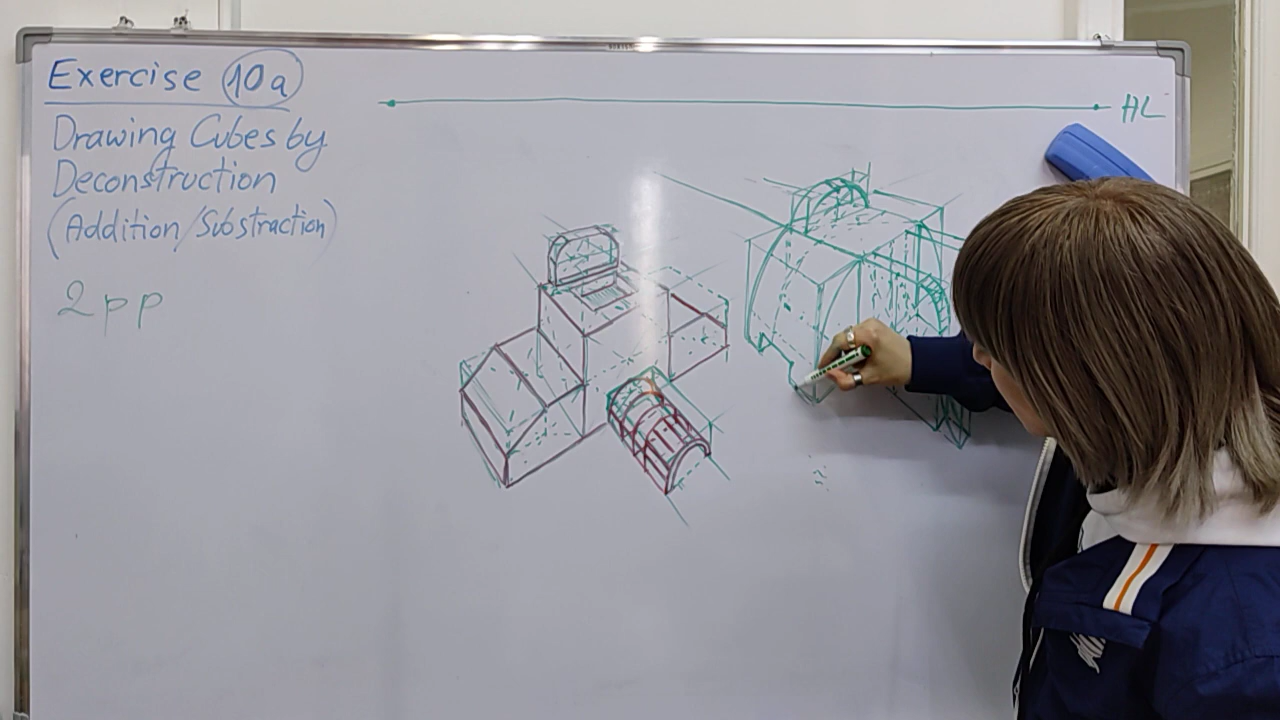 Exercise 10a
Drawing Cubes by
Deconstruction
(Addition/Substraction)
2pp
HL